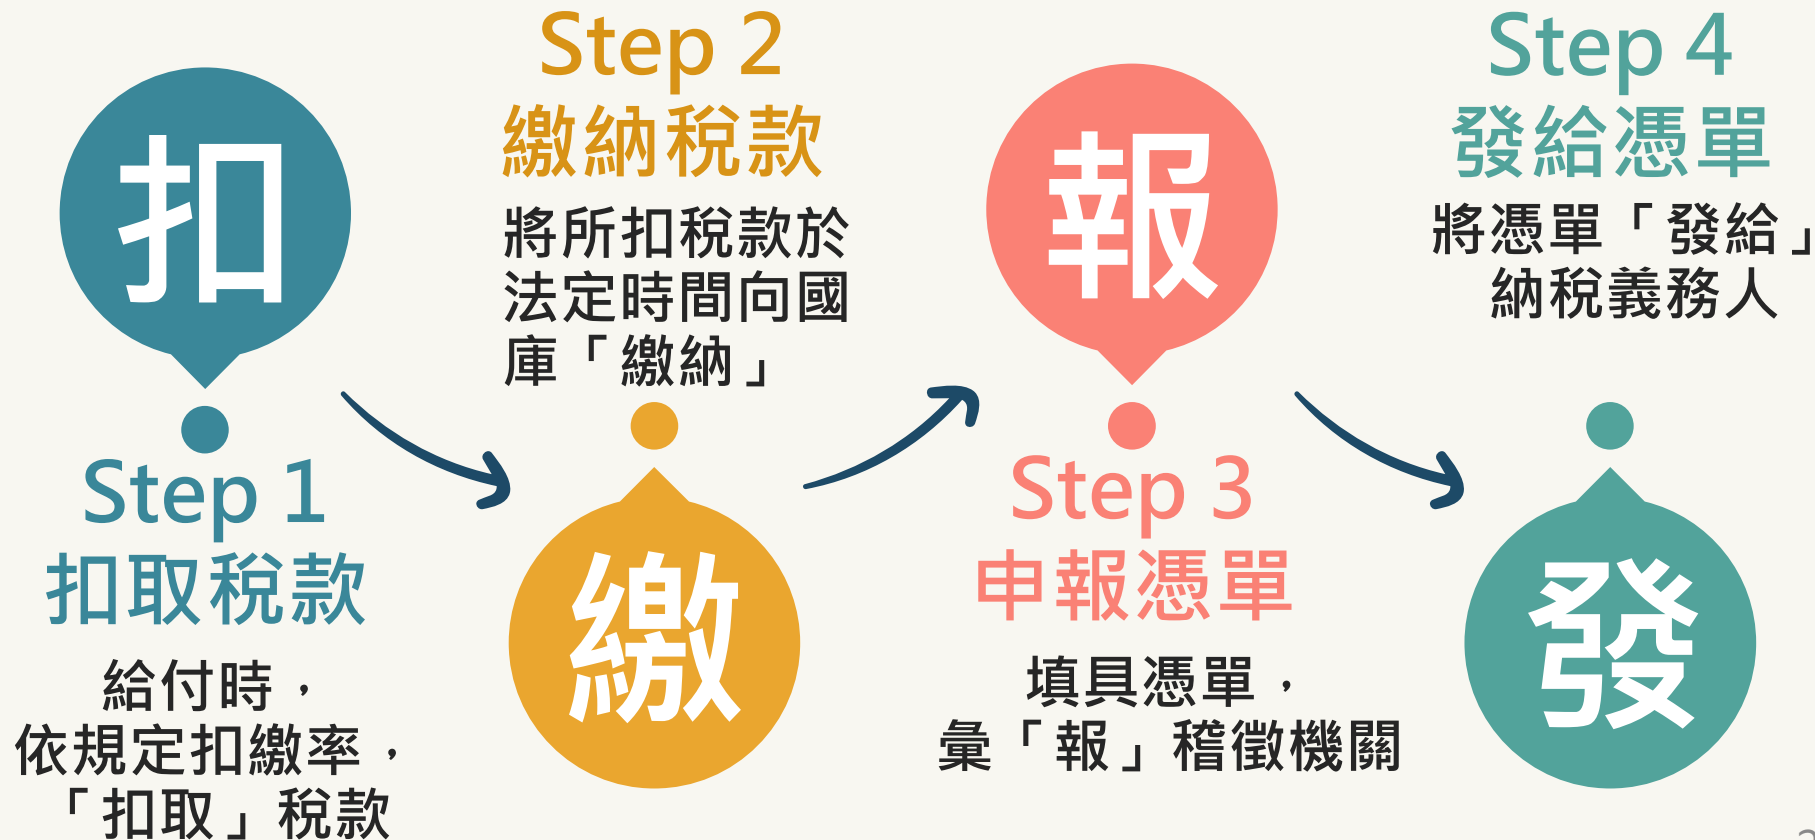 扣
Step 1
扣取稅款
給付時，
依規定扣繳率，
「扣取」稅款
Step 2
繳納稅款
將所扣稅款於
法定時間向國
庫「繳納」
繳
報
Step 3
申報憑單
填具憑單，
彙「報」稽徵機關
Step 4
發給憑單
將憑單「發給」
納稅義務人
發